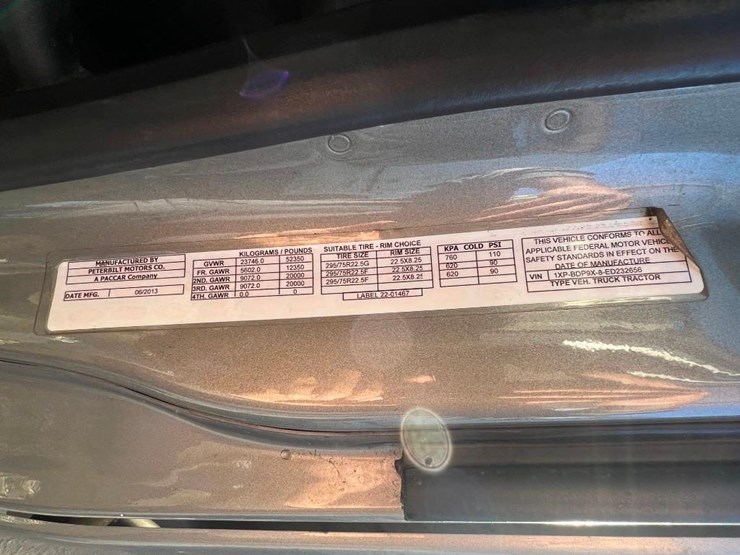 MANUFACTURED BY
PETERBILT MOTORS CO.
A PACCAR Company
DATE MFG. 06/2013
KILOGRAMS / POUNDS
GVWR 23746.0 52350
FR. GAWR 5602.0 12350
2ND. GAWR 9072.0 20000
3RD. GAWR 9072.0 20000
4TH. GAWR 0.0 0
SUITABLE TIRE - RIM CHOICE
TIRE SIZE RIM SIZE
295/75R22.5G 22.5X8.25
295/75R22.5F 22.5X8.25
295/75R22.5F 22.5X8.25
LABEL 22-01467
KPA COLD PSI
760 110
620 90
620 90
THIS VEHICLE CONFORMS TO ALL
APPLICABLE FEDERAL MOTOR VEHICLE
SAFETY STANDARDS IN EFFECT ON THE
DATE OF MANUFACTURE
VIN 1XP-BDP9X-8-ED232656
TYPE VEH. TRUCK TRACTOR